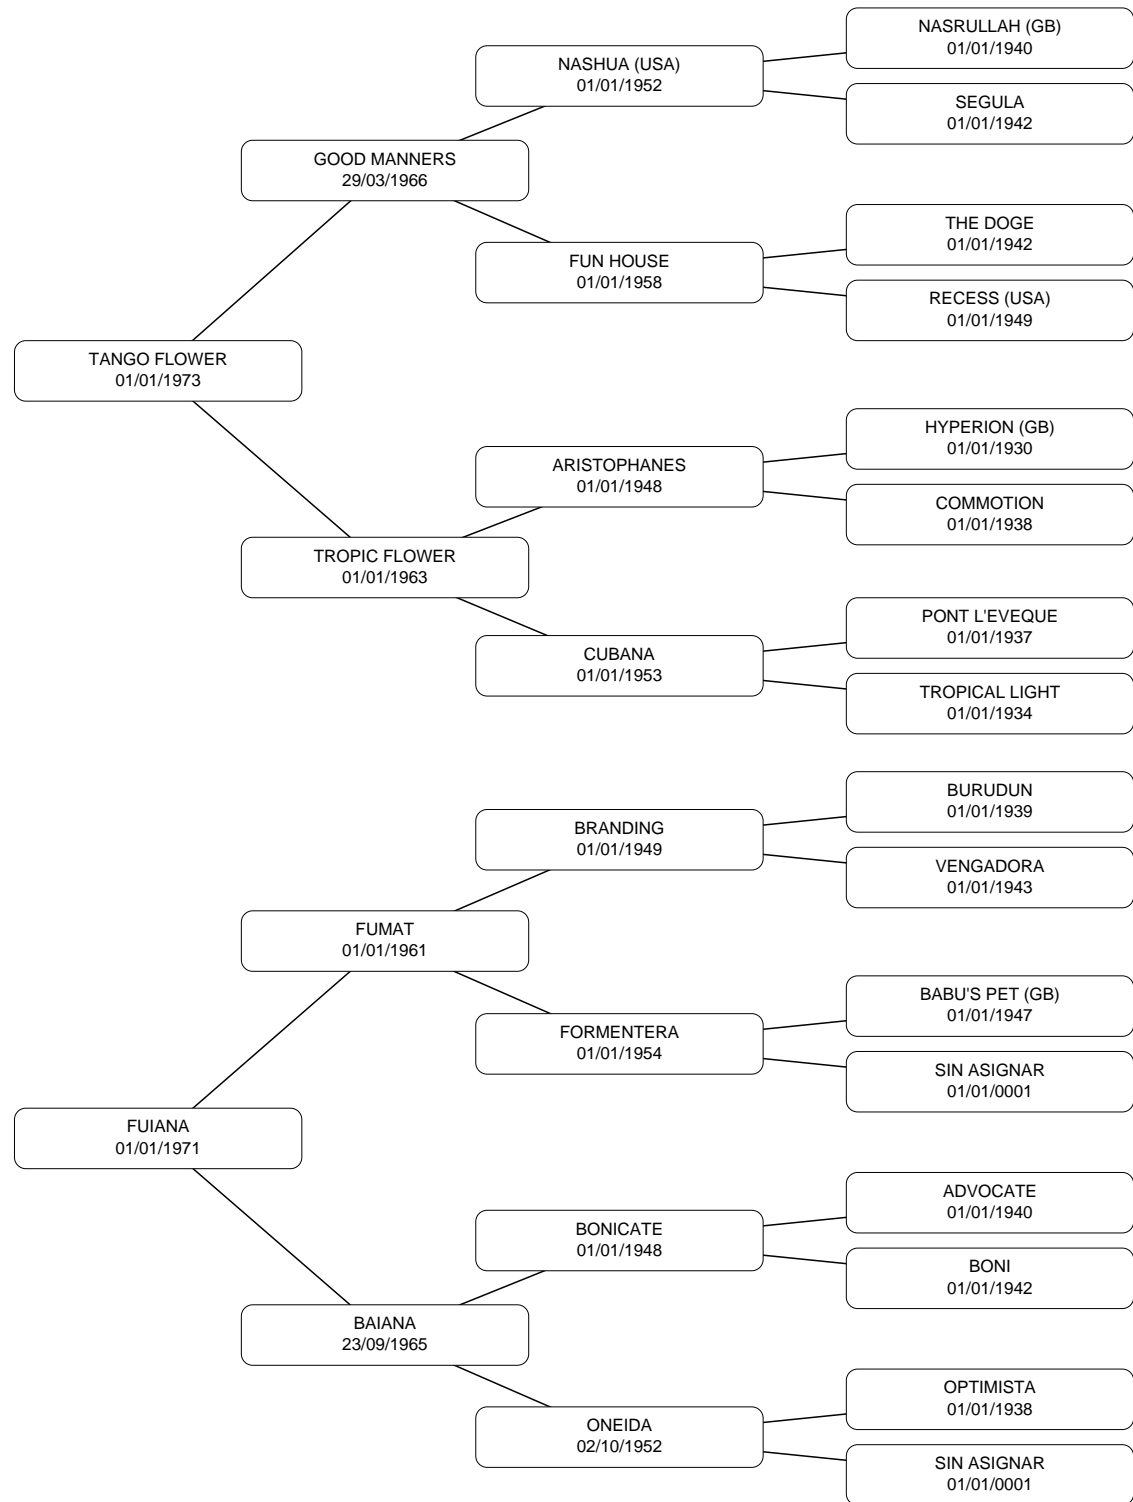 NASRULLAH (GB)
01/01/1940
NASHUA (USA)
01/01/1952
SEGULA
01/01/1942
GOOD MANNERS
29/03/1966
THE DOGE
01/01/1942
FUN HOUSE
01/01/1958
RECESS (USA)
01/01/1949
TANGO FLOWER
01/01/1973
HYPERION (GB)
01/01/1930
ARISTOPHANES
01/01/1948
COMMOTION
01/01/1938
TROPIC FLOWER
01/01/1963
PONT L'EVEQUE
01/01/1937
CUBANA
01/01/1953
TROPICAL LIGHT
01/01/1934
BURUDUN
01/01/1939
BRANDING
01/01/1949
VENGADORA
01/01/1943
FUMAT
01/01/1961
BABU'S PET (GB)
01/01/1947
FORMENTERA
01/01/1954
SIN ASIGNAR
01/01/0001
FUIANA
01/01/1971
ADVOCATE
01/01/1940
BONICATE
01/01/1948
BONI
01/01/1942
BAIANA
23/09/1965
OPTIMISTA
01/01/1938
ONEIDA
02/10/1952
SIN ASIGNAR
01/01/0001